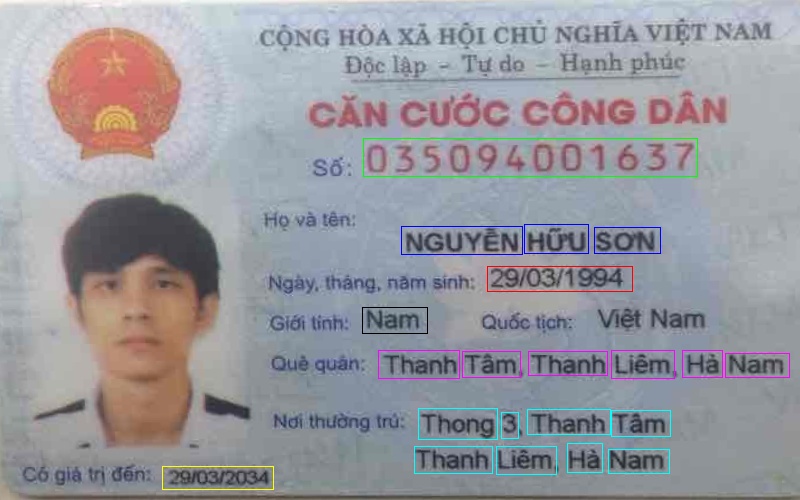 CỘNG HÒA XÃ HỘI CHỦ NGHĨA VIỆT NAM
Độc lập - Tự do - Hạnh phúc
CĂN CƯỚC CÔNG DÂN
Số: 035094001637
Họ và tên:
NGUYỄN HỮU SƠN
Ngày, tháng, năm sinh: 29/03/1994
Giới tính: Nam Quốc tịch: Việt Nam
Quê quán: Thanh Tâm, Thanh Liêm, Hà Nam
Nơi thường trú: Thong 3, Thanh Tâm
Thanh Liêm, Hà Nam
Có giá trị đến: 29/03/2034